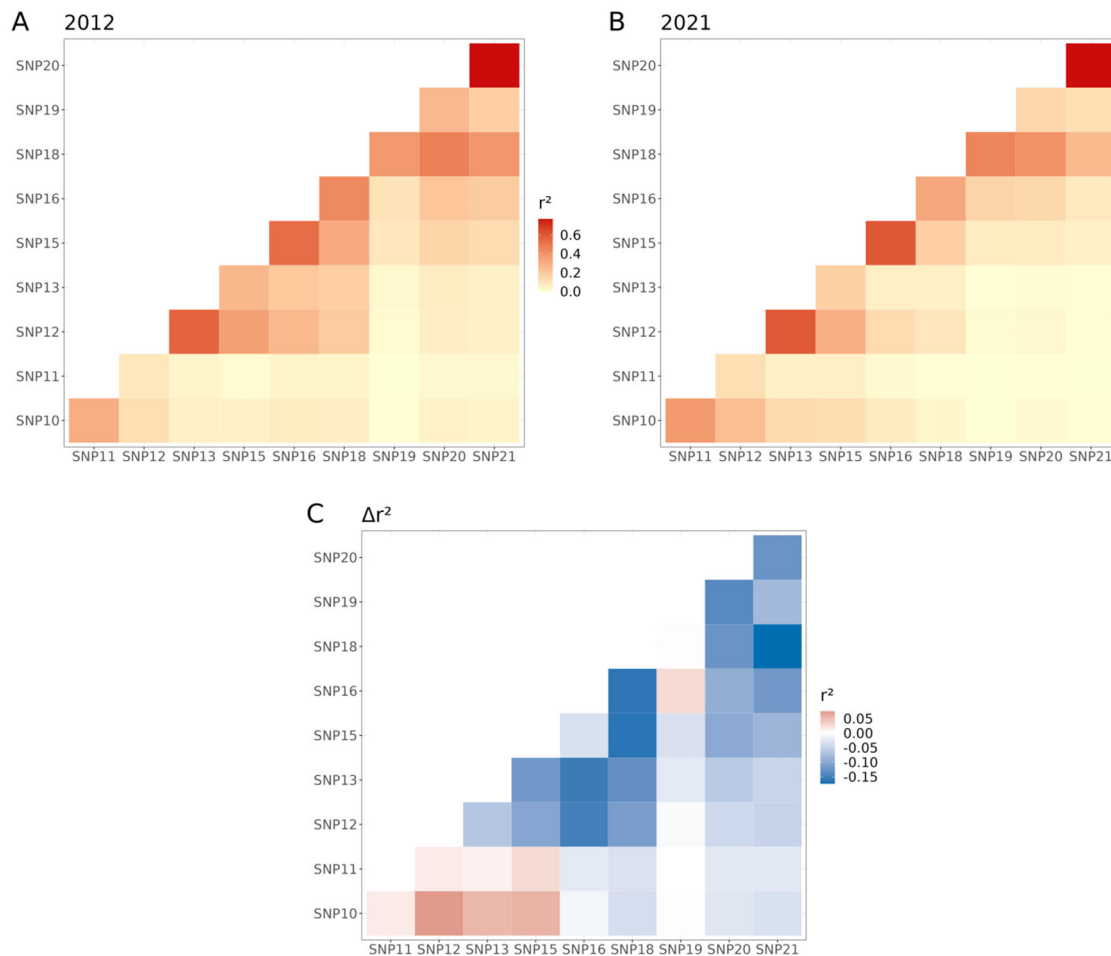 A 2012
SNP20
SNP19
SNP18
SNP16
SNP15
SNP13
SNP12
SNP11
SNP10
SNP11 SNP12 SNP13 SNP15 SNP16 SNP18 SNP19 SNP20 SNP21
r²
0.6
0.4
0.2
0.0
B 2021
SNP20
SNP19
SNP18
SNP16
SNP15
SNP13
SNP12
SNP11
SNP10
SNP11 SNP12 SNP13 SNP15 SNP16 SNP18 SNP19 SNP20 SNP21
C Δr²
SNP20
SNP19
SNP18
SNP16
SNP15
SNP13
SNP12
SNP11
SNP10
SNP11 SNP12 SNP13 SNP15 SNP16 SNP18 SNP19 SNP20 SNP21
r²
0.05
0.00
-0.05
-0.10
-0.15